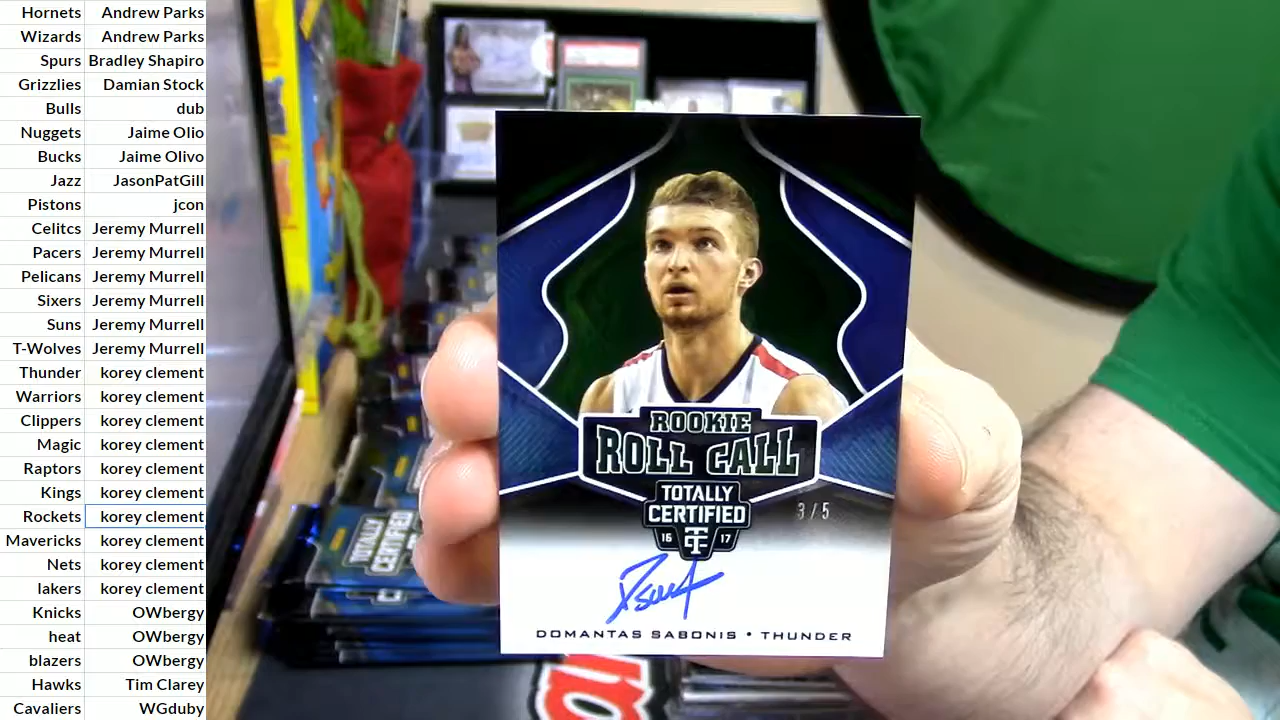 Hornets Andrew Parks
Wizards Andrew Parks
Spurs Bradley Shapiro
Grizzlies Damian Stock
Bulls dub
Nuggets Jaime Olio
Bucks Jaime Olivo
Jazz JasonPatGill
Pistons jcon
Celitcs Jeremy Murrell
Pacers Jeremy Murrell
Pelicans Jeremy Murrell
Sixers Jeremy Murrell
Suns Jeremy Murrell
T-Wolves Jeremy Murrell
Thunder korey clement
Warriors korey clement
Clippers korey clement
Magic korey clement
Raptors korey clement
Kings korey clement
Rockets korey clement
Mavericks korey clement
Nets korey clement
lakers korey clement
Knicks OWbergy
heat OWbergy
blazers OWbergy
Hawks Tim Clarey
Cavaliers WGduby
ROOKIE
ROLL CALL
TOTALLY
CERTIFIED
16 TC 17
3/5
DOMANTAS SABONIS • THUNDER
TOTALLY
CERTIFIED